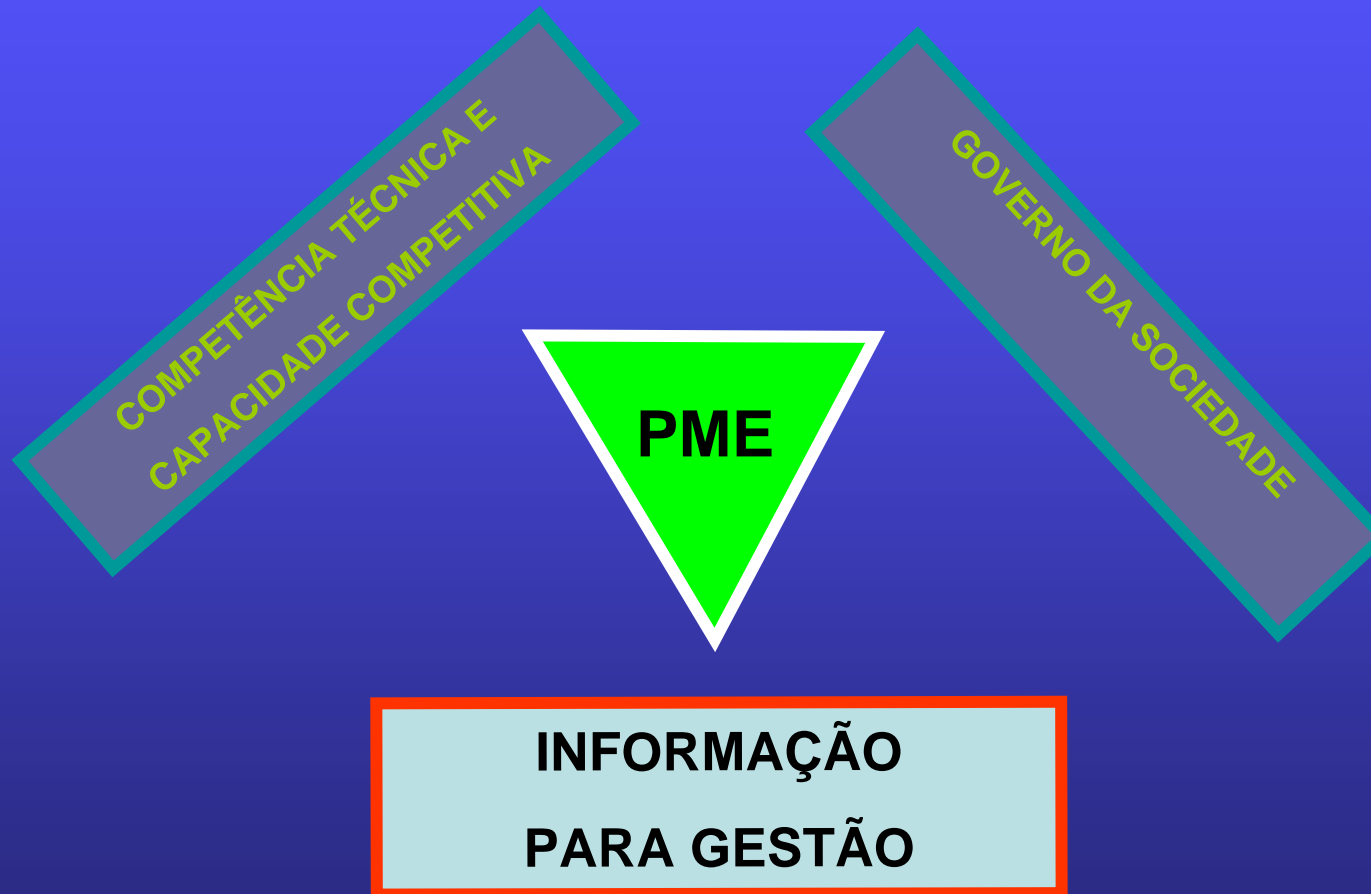 COMPETÊNCIA TÉCNICA E
CAPACIDADE COMPETITIVA
GOVERNO DA SOCIEDADE
PME
INFORMAÇÃO
PARA GESTÃO